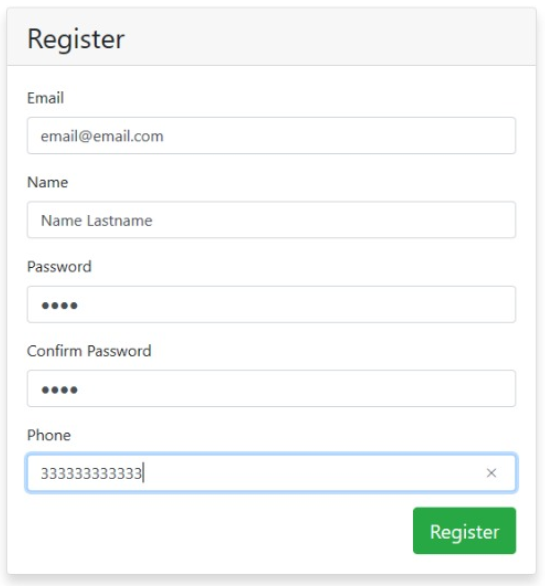 Register
Email
email@email.com
Name
Name Lastname
Password
••••
Confirm Password
••••
Phone
333333333333
Register